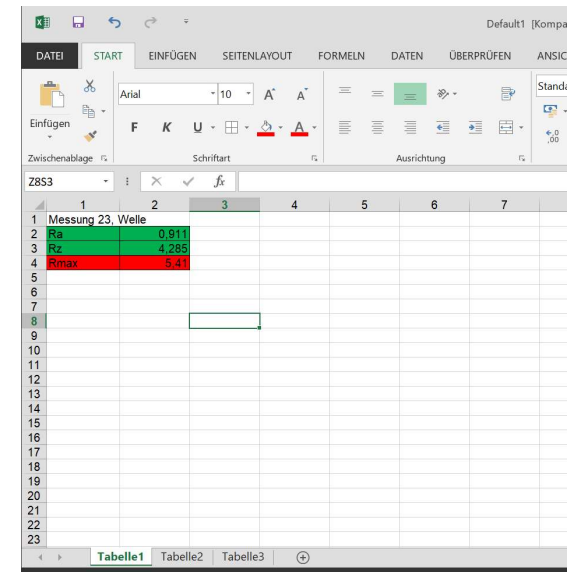 Default1 [Kompa
DATEI START EINFÜGEN SEITENLAYOUT FORMELN DATEN ÜBERPRÜFEN ANSIC
Arial 10 A A Standa
Einfügen F K U A ,0 ,00
Zwischenablage Schriftart Ausrichtung
Z8S3 fx
1 2 3 4 5 6 7
1 Messung 23, Welle
2 Ra 0,911
3 Rz 4,285
4 Rmax 5,41
5
6
7
8
9
10
11
12
13
14
15
16
17
18
19
20
21
22
23
Tabelle1 Tabelle2 Tabelle3